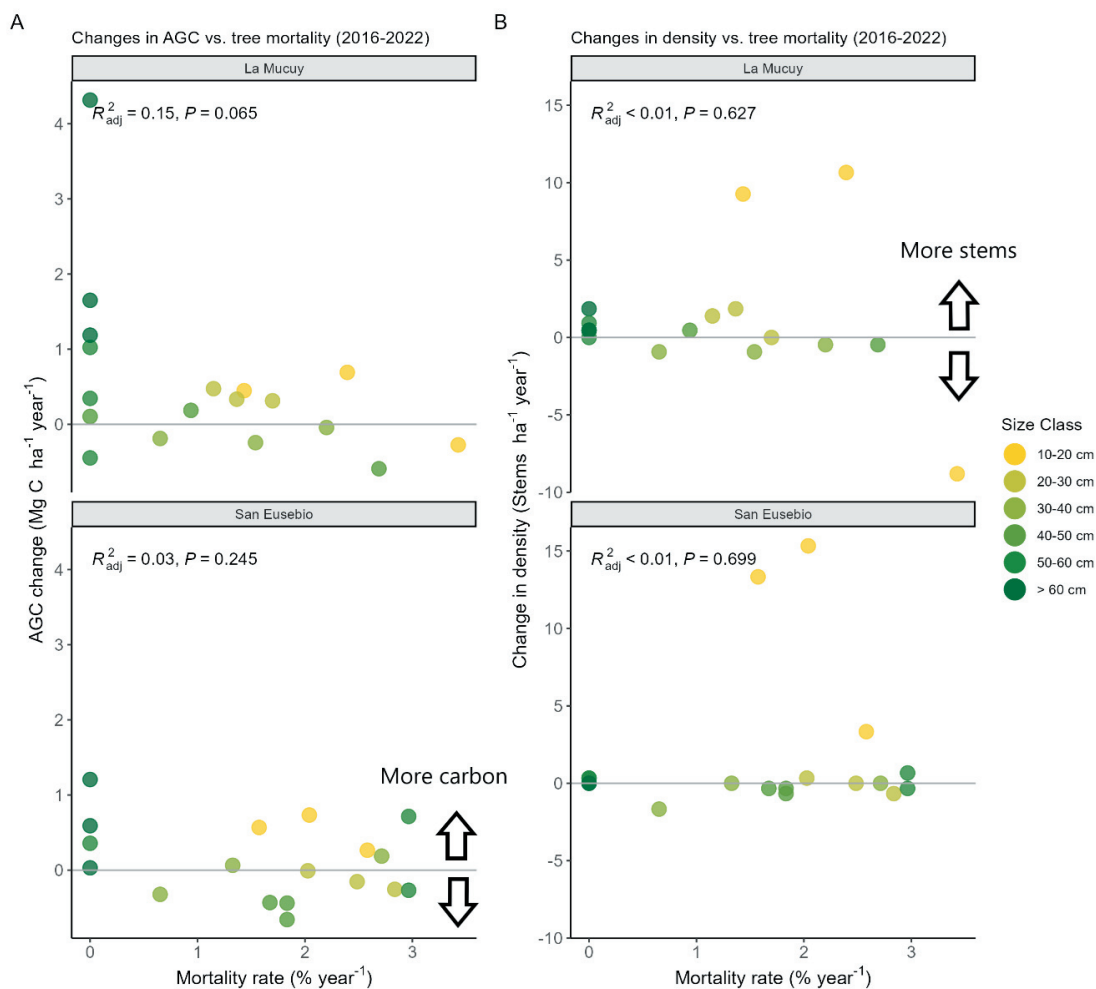 A
Changes in AGC vs. tree mortality (2016-2022)
La Mucuy
R²adj = 0.15, P = 0.065
4
3
2
1
0
San Eusebio
R²adj = 0.03, P = 0.245
4
3
2
1
0
More carbon
AGC change (Mg C ha⁻¹ year⁻¹)
0 1 2 3
Mortality rate (% year⁻¹)
B
Changes in density vs. tree mortality (2016-2022)
La Mucuy
R²adj < 0.01, P = 0.627
15
10
5
0
-5
-10
More stems
San Eusebio
R²adj < 0.01, P = 0.699
15
10
5
0
-5
-10
Change in density (Stems ha⁻¹ year⁻¹)
0 1 2 3
Mortality rate (% year⁻¹)
Size Class
10-20 cm
20-30 cm
30-40 cm
40-50 cm
50-60 cm
> 60 cm